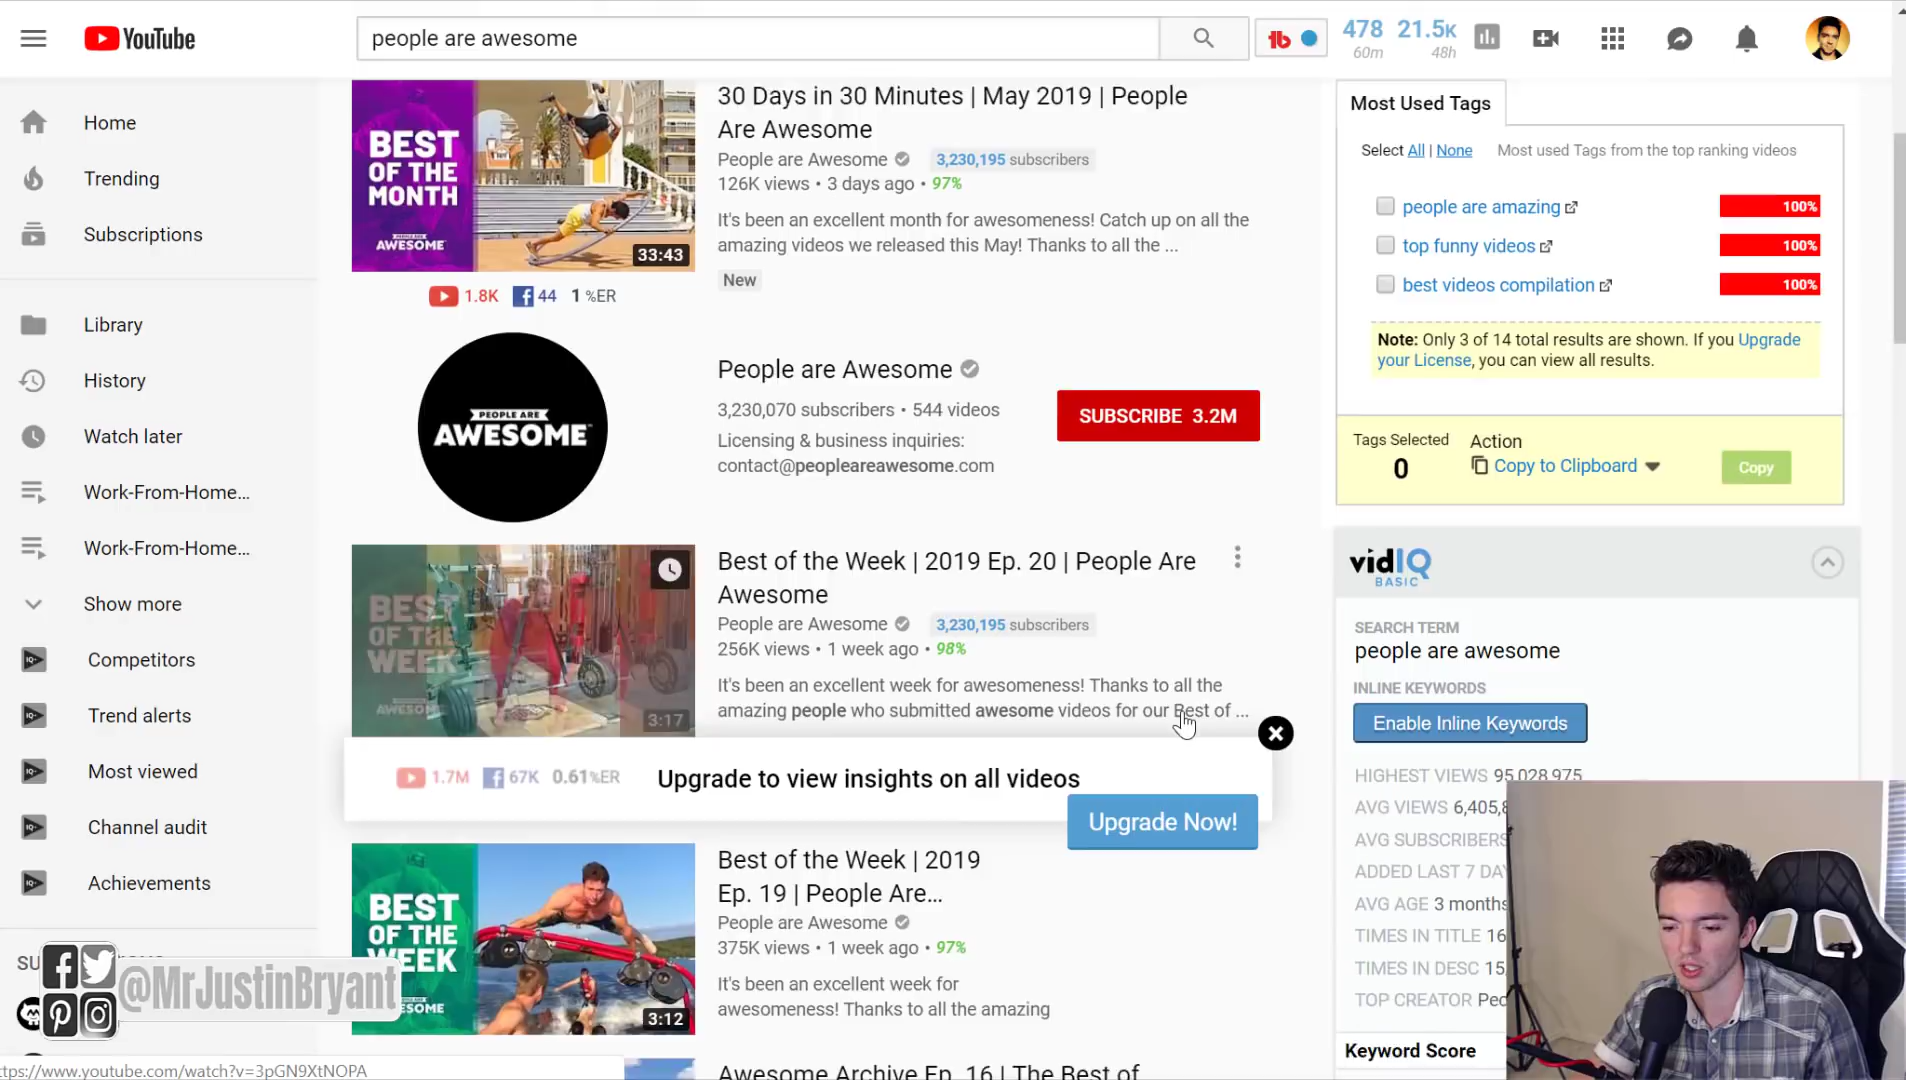 YouTube
people are awesome
478
60m
21.5K
48h
Home
Trending
Subscriptions
Library
History
Watch later
Work-From-Home...
Work-From-Home...
Show more
Competitors
Trend alerts
Most viewed
Channel audit
Achievements
@MrJustinBryant
https://www.youtube.com/watch?v=3pGN9XtNOPA
BEST
OF THE
MONTH
PEOPLE ARE
AWESOME
33:43
30 Days in 30 Minutes | May 2019 | People
Are Awesome
People are Awesome
3,230,195 subscribers
126K views • 3 days ago • 97%
It's been an excellent month for awesomeness! Catch up on all the
amazing videos we released this May! Thanks to all the ...
New
1.8K
44
1 %ER
PEOPLE ARE
AWESOME
People are Awesome
3,230,070 subscribers • 544 videos
Licensing & business inquiries:
contact@peopleareawesome.com
SUBSCRIBE 3.2M
BEST
OF THE
WEEK
AWESOME
3:17
Best of the Week | 2019 Ep. 20 | People Are
Awesome
People are Awesome
3,230,195 subscribers
256K views • 1 week ago • 98%
It's been an excellent week for awesomeness! Thanks to all the
amazing people who submitted awesome videos for our Best of ...
1.7M
67K
0.61%ER
Upgrade to view insights on all videos
Upgrade Now!
BEST
OF THE
WEEK
AWESOME
3:12
Best of the Week | 2019
Ep. 19 | People Are...
People are Awesome
375K views • 1 week ago • 97%
It's been an excellent week for
awesomeness! Thanks to all the amazing
Awesome Archive Ep. 16 | The Best of
Most Used Tags
Select All | None
Most used Tags from the top ranking videos
people are amazing
100%
top funny videos
100%
best videos compilation
100%
Note: Only 3 of 14 total results are shown. If you Upgrade
your License, you can view all results.
Tags Selected
0
Action
Copy to Clipboard
Copy
vidIQ
BASIC
SEARCH TERM
people are awesome
INLINE KEYWORDS
Enable Inline Keywords
HIGHEST VIEWS 95,028,975
AVG VIEWS 6,405,8
AVG SUBSCRIBERS
ADDED LAST 7 DAY
AVG AGE 3 months
TIMES IN TITLE 16
TIMES IN DESC 15,
TOP CREATOR Peo
Keyword Score